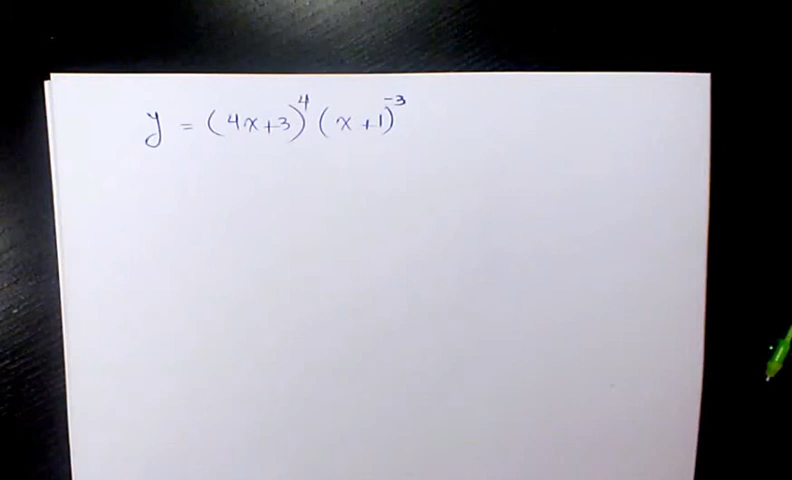 y = (4x+3)⁴ (x+1)⁻³